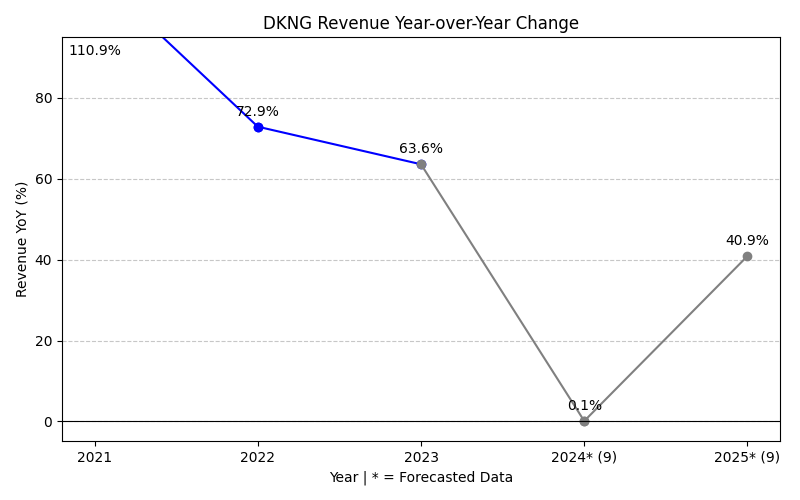 DKNG Revenue Year-over-Year Change
110.9%
72.9%
63.6%
40.9%
0.1%
80
60
40
20
0
Revenue YoY (%)
2021 2022 2023 2024* (9) 2025* (9)
Year | * = Forecasted Data